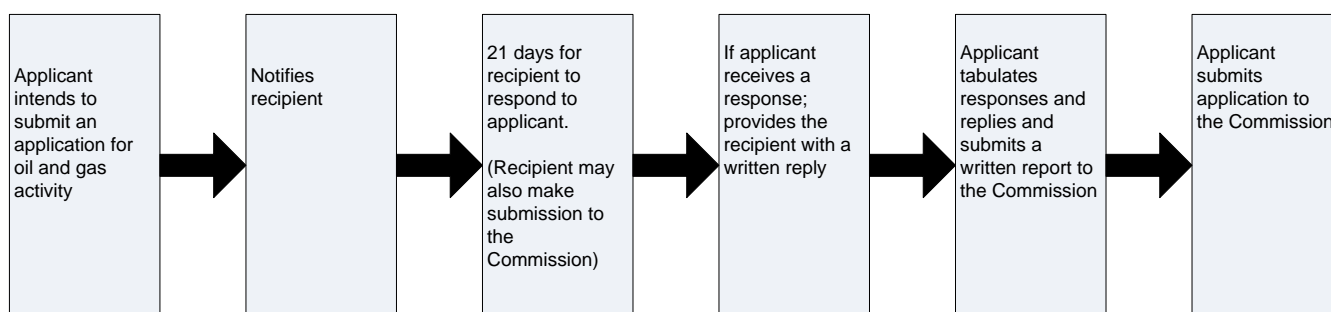 Applicant
intends to
submit an
application for
oil and gas
activity
Notifies
recipient
21 days for
recipient to
respond to
applicant.
(Recipient may
also make
submission to
the
Commission)
If applicant
receives a
response;
provides the
recipient with a
written reply
Applicant
tabulates
responses and
replies and
submits a
written report to
the Commission
Applicant
submits
application to
the Commission